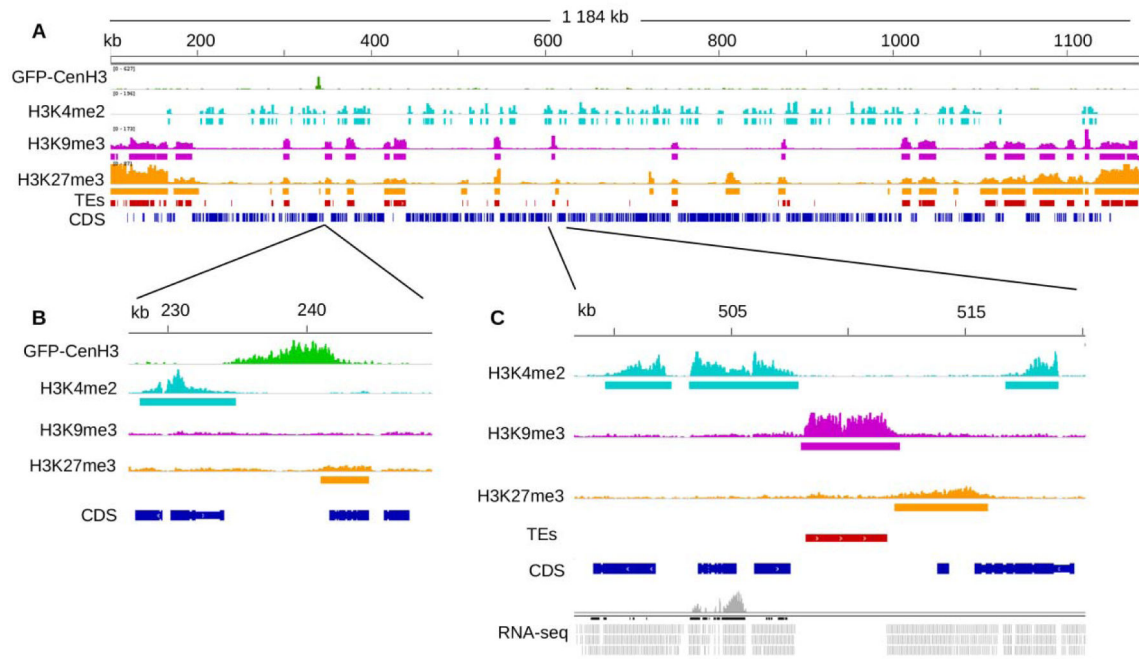 1 184 kb
A
kb 200 400 600 800 1000 1100
GFP-CenH3
H3K4me2
H3K9me3
H3K27me3
TEs
CDS
B
kb 230 240
GFP-CenH3
H3K4me2
H3K9me3
H3K27me3
CDS
C
kb 505 515
H3K4me2
H3K9me3
H3K27me3
TEs
CDS
RNA-seq